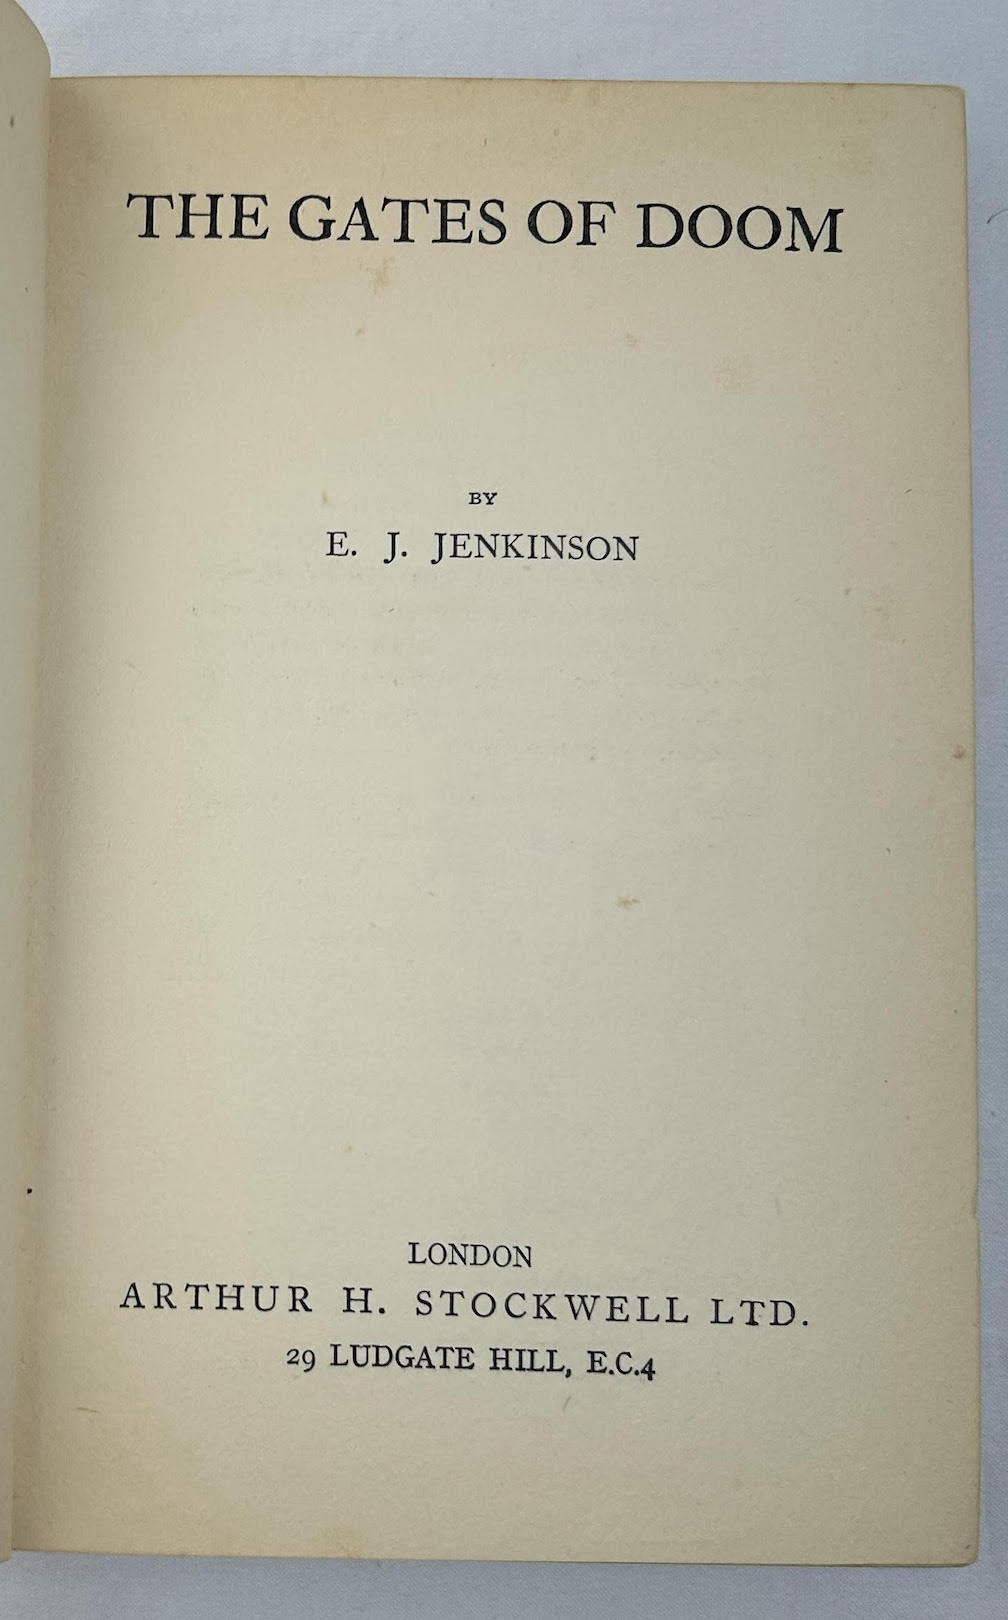 THE GATES OF DOOM
BY
E. J. JENKINSON
LONDON
ARTHUR H. STOCKWELL LTD.
29 LUDGATE HILL, E.C.4